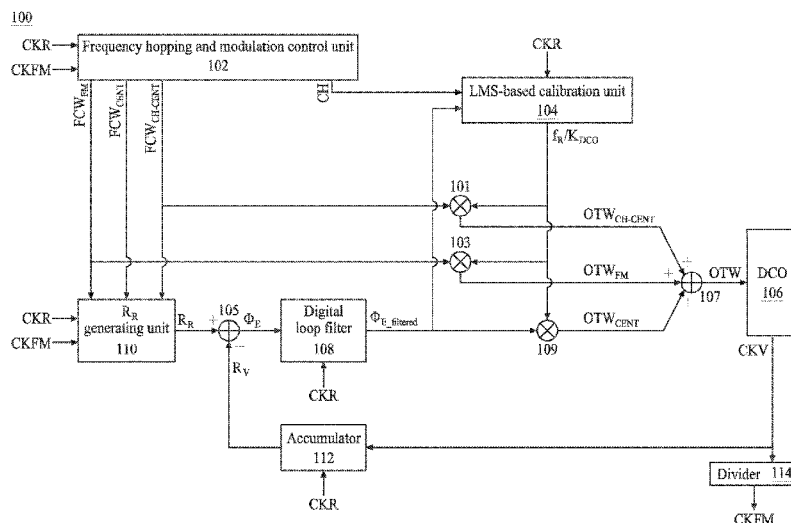 100
CKR
CKFM
Frequency hopping and modulation control unit
102
CKR
LMS-based calibration unit
104
CH
FCW_FM
FCW_CENT
FCW_CH-CENT
f_R/K_DCO
101
OTW_CH-CENT
103
OTW_FM
OTW
107
DCO
106
CKV
CKR
CKFM
R_R
generating unit
110
R_R
105
+
−
Φ_E
Digital
loop filter
108
CKR
Φ_E_filtered
109
OTW_CENT
+
+
+
R_V
Accumulator
112
CKR
Divider 114
CKFM